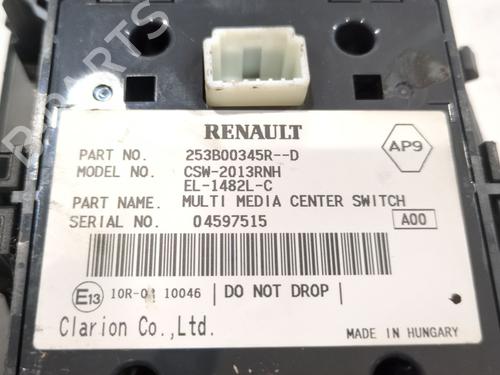 RENAULT
AP9
PART NO. 253B00345R--D
MODEL NO. CSW-2013RNH
EL-1482L-C
PART NAME. MULTI MEDIA CENTER SWITCH
SERIAL NO. 04597515
A00
E13 10R-04 10046 DO NOT DROP
Clarion Co.,Ltd.
MADE IN HUNGARY
PARTS